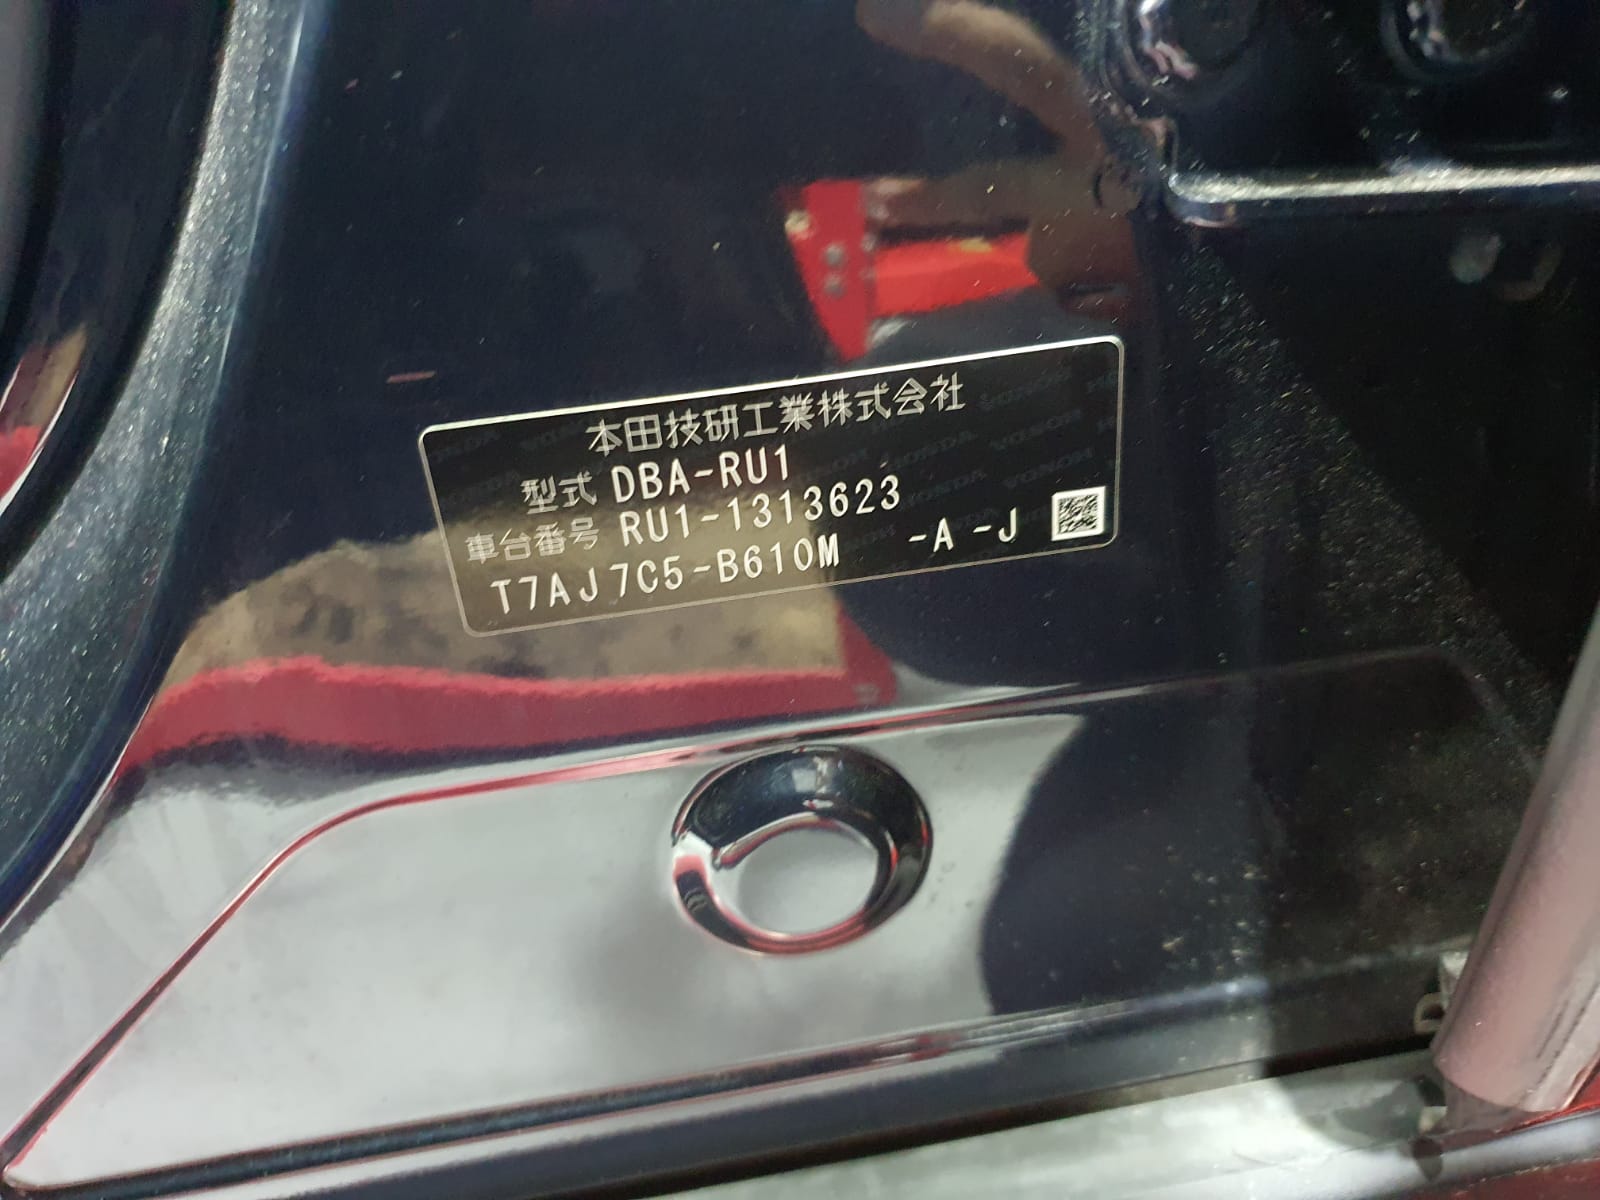 本田技研工業株式会社
型式 DBA-RU1
車台番号 RU1-1313623
T7AJ7C5-B610M -A -J